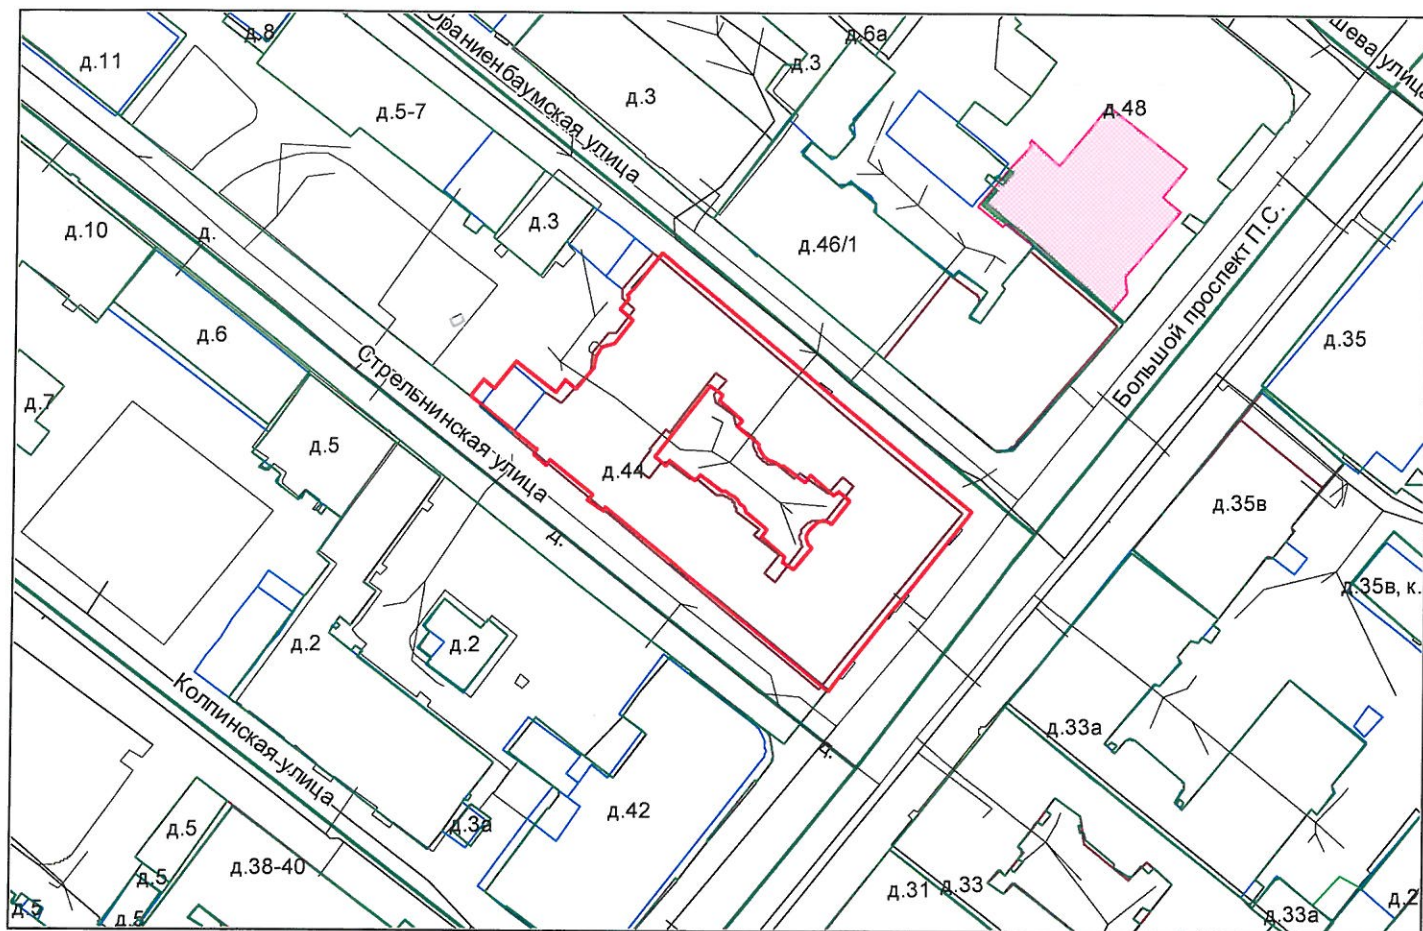 д.8
Ораниенбаумская улица
д.6а
д.3
д.11
д.3
д.5-7
д.48
д.10
д.
д.3
д.46/1
Большой проспект П.С.
д.6
д.35
Стрельнинская улица
д.7
д.5
д.44
д.35в
д.
д.35в, к.
д.2
д.2
Колпинская улица
д.33а
д.
д.42
д.3а
д.5
д.38-40
д.5
д.31
д.33
д.2
д.5
д.5
д.33а